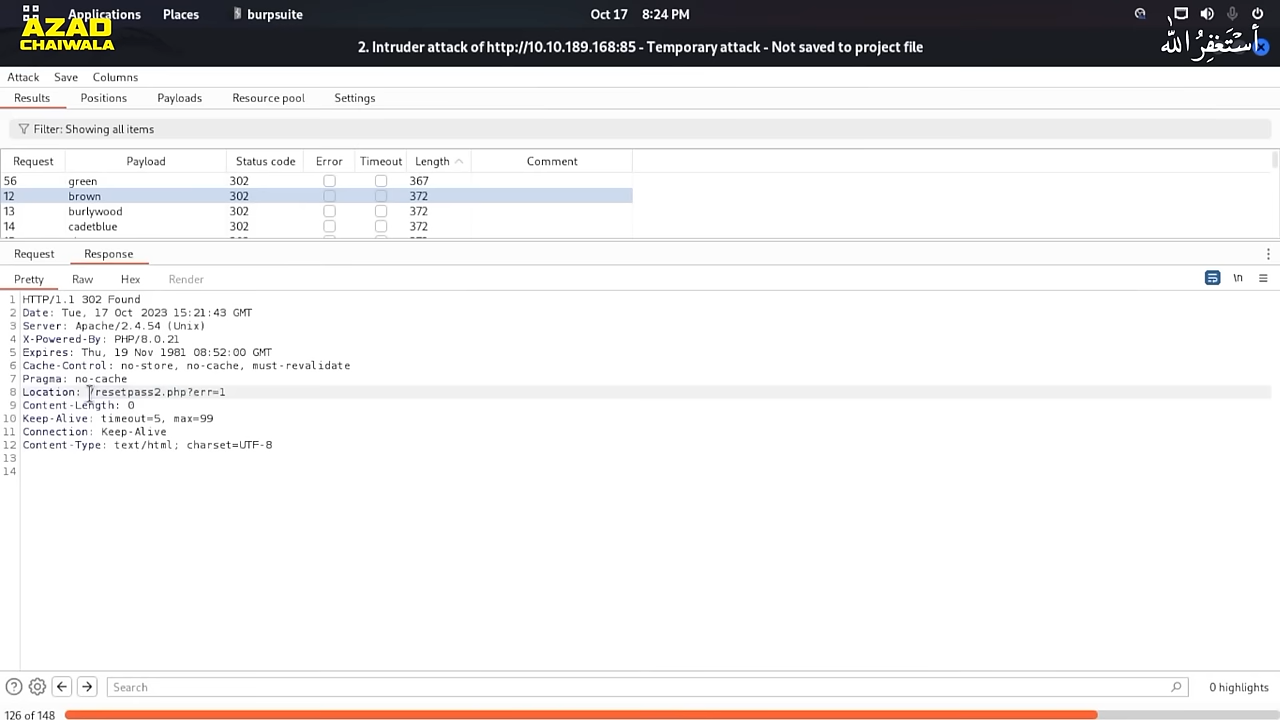 Applications Places burpsuite Oct 17 8:24 PM
AZAD
CHAIWALA
أستغفر الله
2. Intruder attack of http://10.10.189.168:85 - Temporary attack - Not saved to project file
Attack Save Columns
Results Positions Payloads Resource pool Settings
Filter: Showing all items
Request Payload Status code Error Timeout Length Comment
56 green 302 367
12 brown 302 372
13 burlywood 302 372
14 cadetblue 302 372
Request Response
Pretty Raw Hex Render \n
1 HTTP/1.1 302 Found
2 Date: Tue, 17 Oct 2023 15:21:43 GMT
3 Server: Apache/2.4.54 (Unix)
4 X-Powered-By: PHP/8.0.21
5 Expires: Thu, 19 Nov 1981 08:52:00 GMT
6 Cache-Control: no-store, no-cache, must-revalidate
7 Pragma: no-cache
8 Location: /resetpass2.php?err=1
9 Content-Length: 0
10 Keep-Alive: timeout=5, max=99
11 Connection: Keep-Alive
12 Content-Type: text/html; charset=UTF-8
13
14
Search 0 highlights
126 of 148